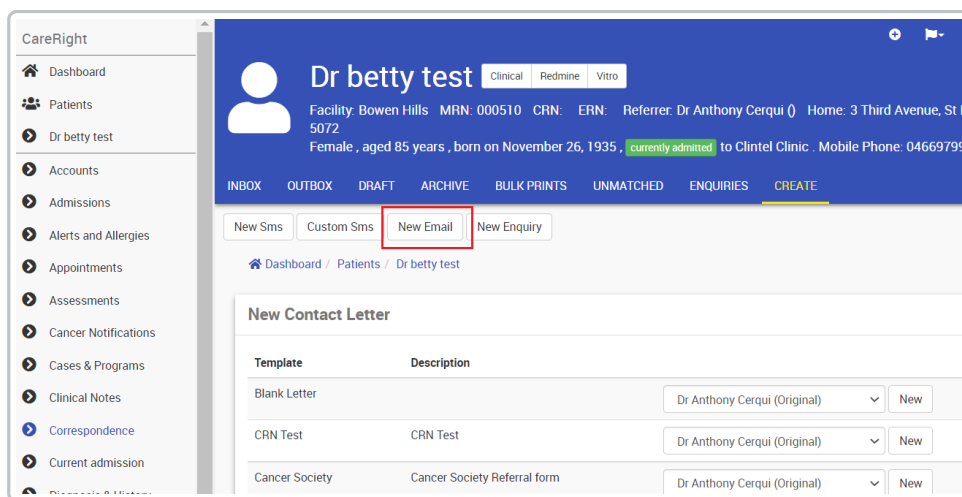 CareRight
Dashboard
Patients
Dr betty test
Accounts
Admissions
Alerts and Allergies
Appointments
Assessments
Cancer Notifications
Cases & Programs
Clinical Notes
Correspondence
Current admission
Diagnosis & History
Dr betty test Clinical Redmine Vitro
Facility: Bowen Hills MRN: 000510 CRN: ERN: Referrer: Dr Anthony Cerqui () Home: 3 Third Avenue, St
5072
Female , aged 85 years , born on November 26, 1935 , currently admitted to Clintel Clinic . Mobile Phone: 04669799
INBOX OUTBOX DRAFT ARCHIVE BULK PRINTS UNMATCHED ENQUIRIES CREATE
New Sms Custom Sms New Email New Enquiry
Dashboard / Patients / Dr betty test
New Contact Letter
Template Description
Blank Letter Dr Anthony Cerqui (Original) New
CRN Test CRN Test Dr Anthony Cerqui (Original) New
Cancer Society Cancer Society Referral form Dr Anthony Cerqui (Original) New